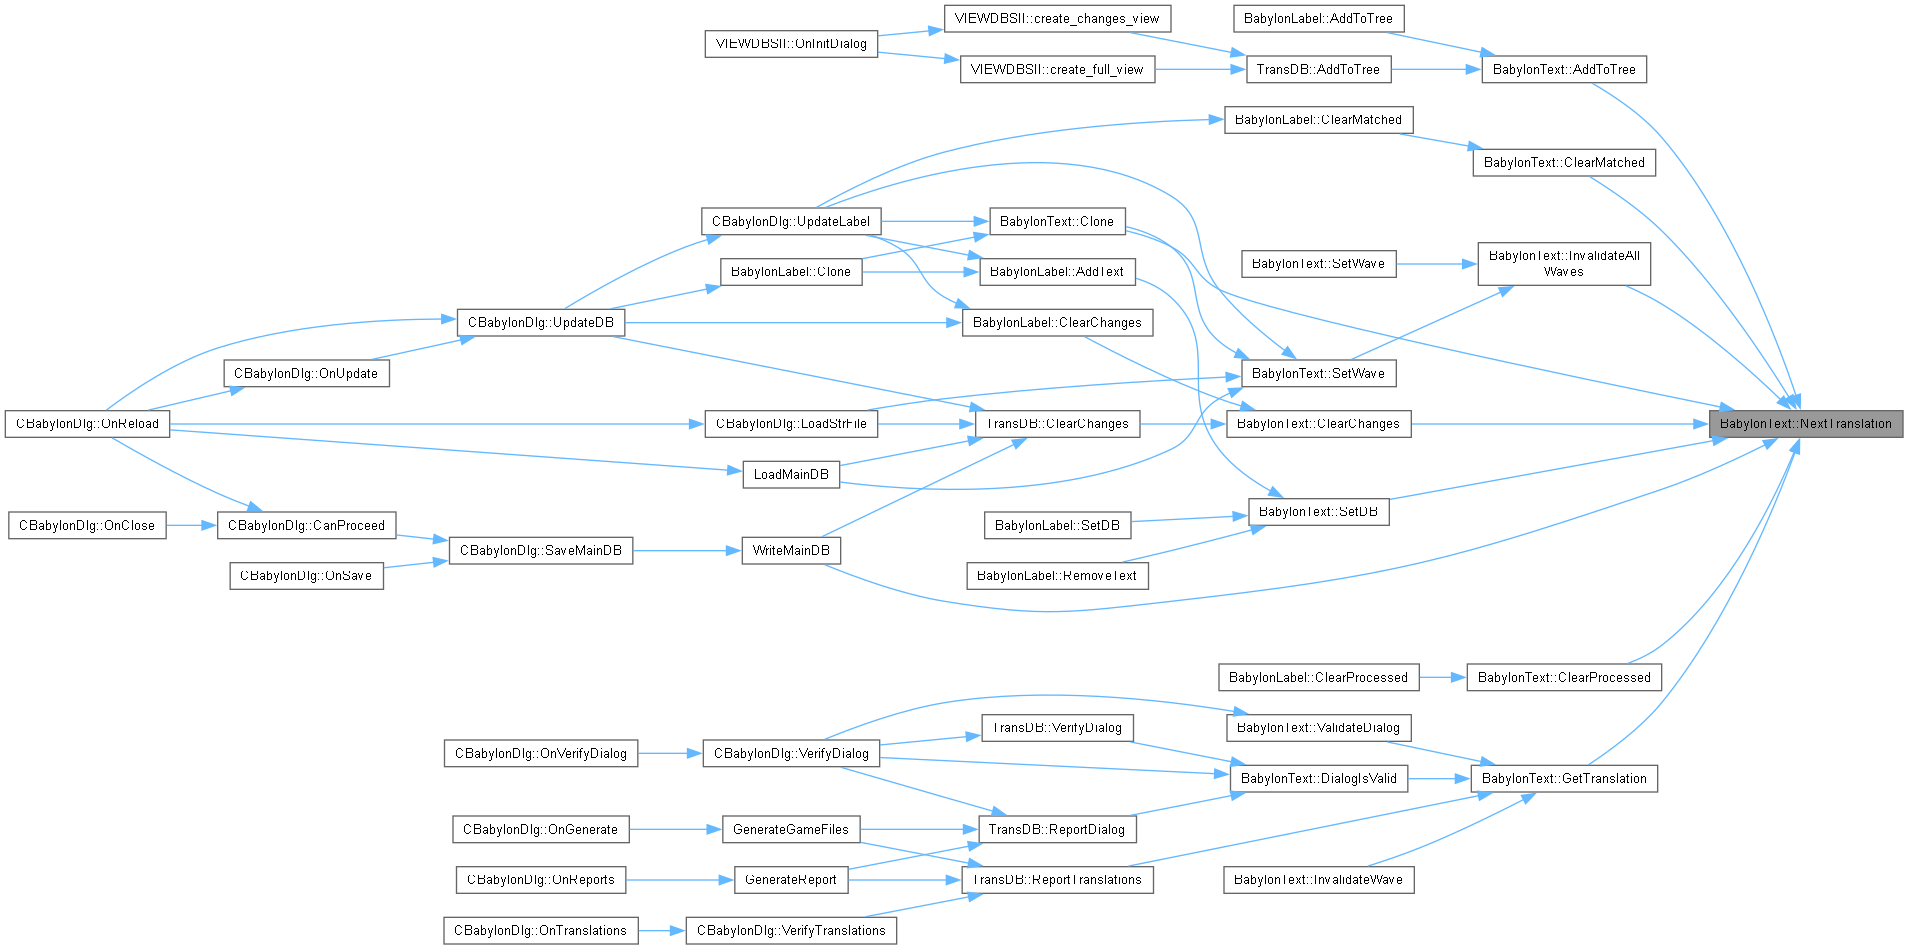 VIEWDBSII::create_changes_view
BabylonLabel::AddToTree
VIEWDBSII::OnInitDialog
VIEWDBSII::create_full_view
TransDB::AddToTree
BabylonText::AddToTree
BabylonLabel::ClearMatched
BabylonText::ClearMatched
CBabylonDlg::UpdateLabel
BabylonText::Clone
BabylonText::SetWave
BabylonText::InvalidateAll
Waves
BabylonLabel::Clone
BabylonLabel::AddText
CBabylonDlg::UpdateDB
BabylonLabel::ClearChanges
CBabylonDlg::OnUpdate
BabylonText::SetWave
CBabylonDlg::OnReload
CBabylonDlg::LoadStrFile
TransDB::ClearChanges
BabylonText::ClearChanges
BabylonText::NextTranslation
LoadMainDB
CBabylonDlg::OnClose
CBabylonDlg::CanProceed
BabylonLabel::SetDB
BabylonText::SetDB
CBabylonDlg::SaveMainDB
WriteMainDB
CBabylonDlg::OnSave
BabylonLabel::RemoveText
BabylonLabel::ClearProcessed
BabylonText::ClearProcessed
TransDB::VerifyDialog
BabylonText::ValidateDialog
CBabylonDlg::OnVerifyDialog
CBabylonDlg::VerifyDialog
BabylonText::DialogIsValid
BabylonText::GetTranslation
CBabylonDlg::OnGenerate
GenerateGameFiles
TransDB::ReportDialog
CBabylonDlg::OnReports
GenerateReport
TransDB::ReportTranslations
BabylonText::InvalidateWave
CBabylonDlg::OnTranslations
CBabylonDlg::VerifyTranslations